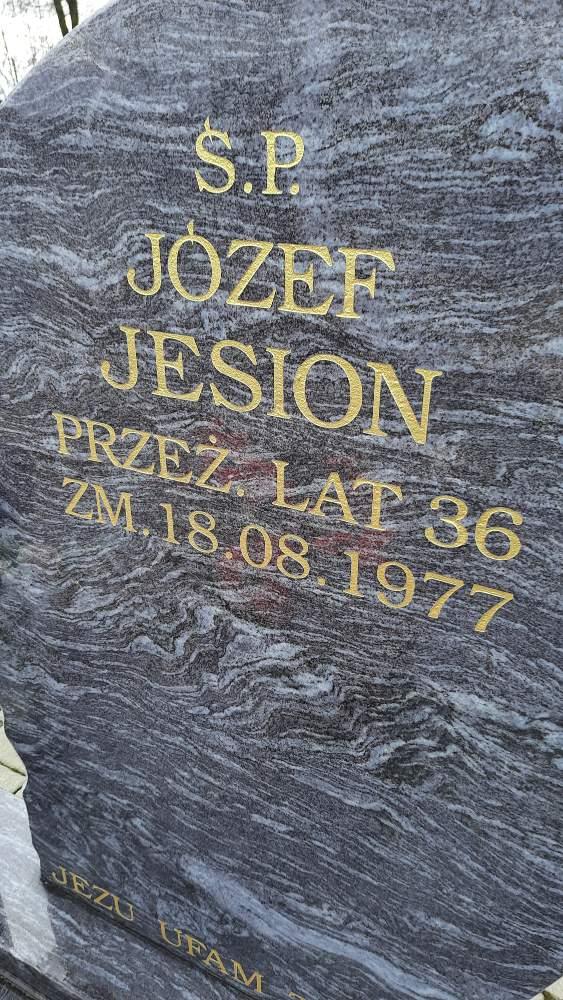 Ś.P.
JÓZEF
JESION
PRZEŻ. LAT 36
ZM.18.08.1977
JEZU UFAM